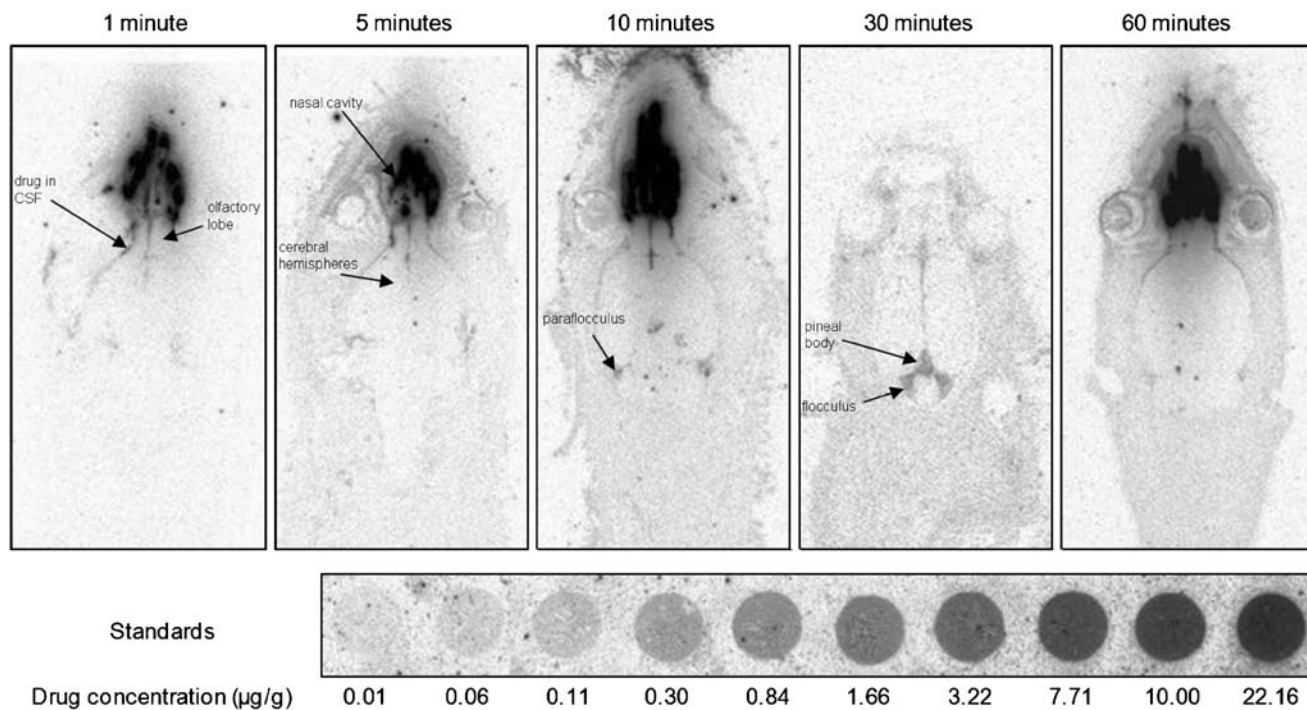 1 minute
5 minutes
10 minutes
30 minutes
60 minutes
drug in
CSF
olfactory
lobe
nasal cavity
cerebral
hemispheres
paraflocculus
pineal
body
flocculus
Standards
Drug concentration (µg/g)
0.01 0.06 0.11 0.30 0.84 1.66 3.22 7.71 10.00 22.16